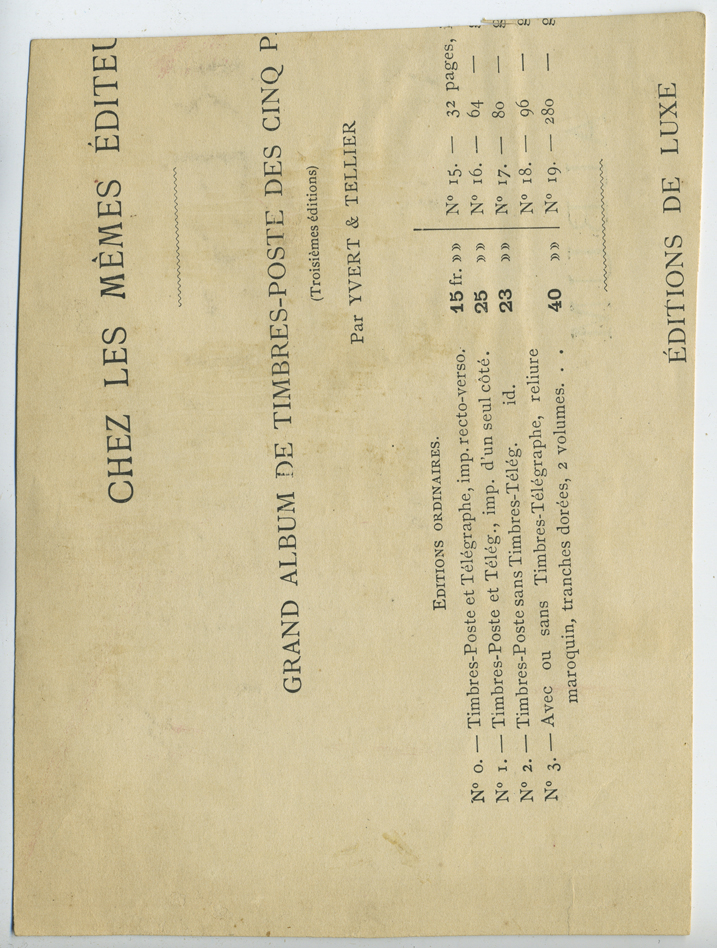 CHEZ LES MÊMES ÉDITEU
GRAND ALBUM DE TIMBRES-POSTE DES CINQ P.
(Troisièmes éditions)
Par YVERT & TELLIER
EDITIONS ORDINAIRES.
Nº 0. — Timbres-Poste et Télégraphe, imp. recto-verso. 15 fr. »»
Nº 1. — Timbres-Poste et Télég., imp. d'un seul côté. 25 »»
Nº 2. — Timbres-Poste sans Timbres-Télég. id. 23 »»
Nº 3. — Avec ou sans Timbres-Télégraphe, reliure
maroquin, tranches dorées, 2 volumes. . . 40 »»
Nº 15. — 32 pages,
Nº 16. — 64 —
Nº 17. — 80 —
Nº 18. — 96 —
Nº 19. — 280 —
ÉDITIONS DE LUXE